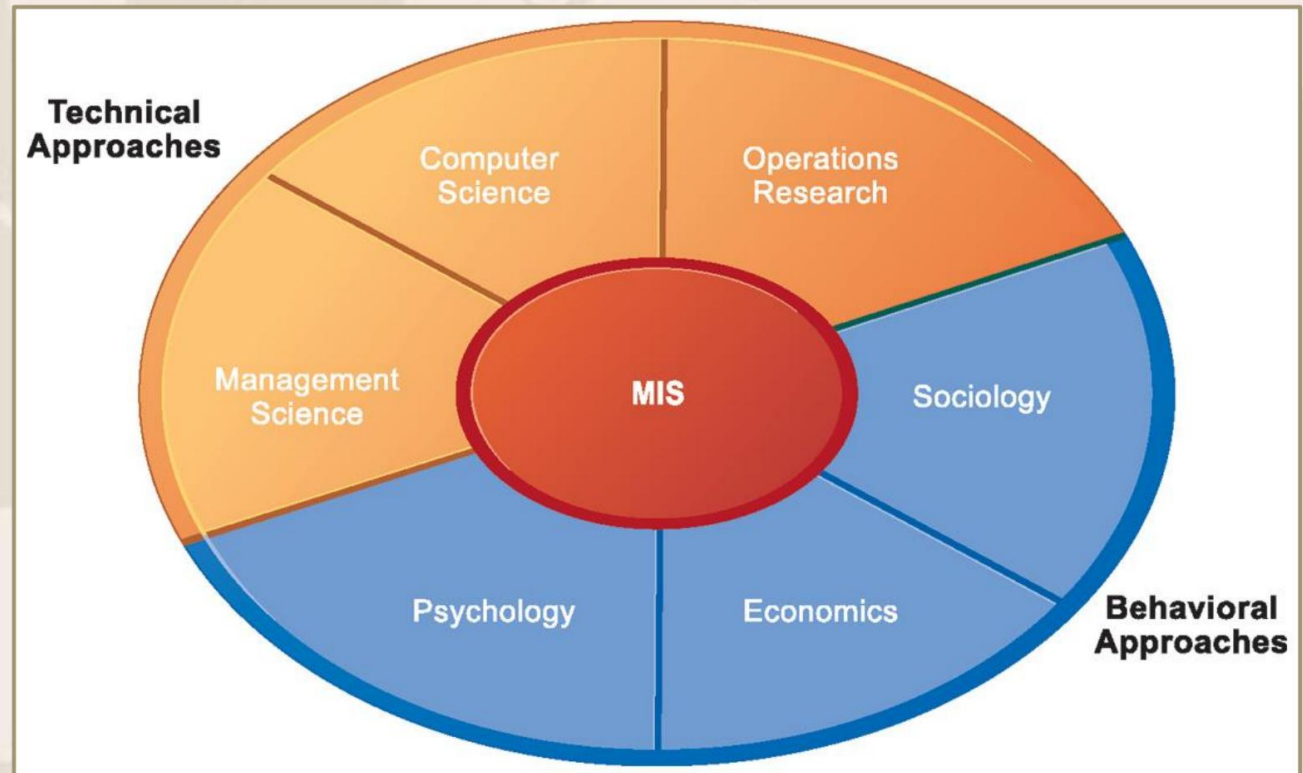 Technical
Approaches
Computer
Science
Operations
Research
Management
Science
MIS
Sociology
Psychology
Economics
Behavioral
Approaches